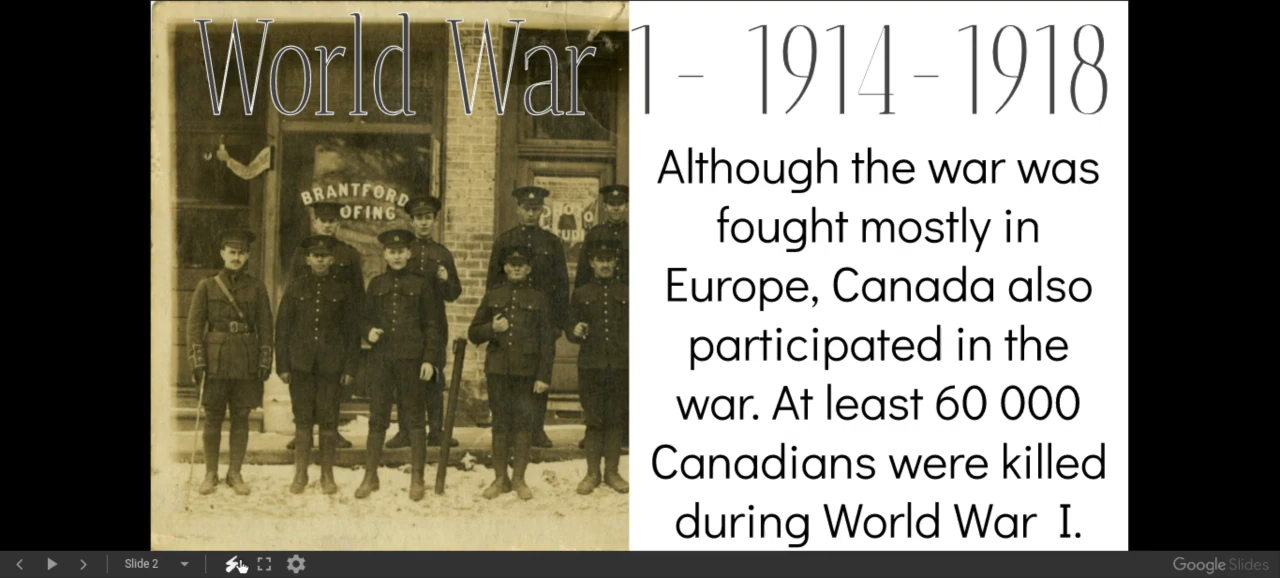 World War 1 - 1914-1918
BRANTFORD
OFING
Although the war was
fought mostly in
Europe, Canada also
participated in the
war. At least 60 000
Canadians were killed
during World War I.
Slide 2
Google Slides